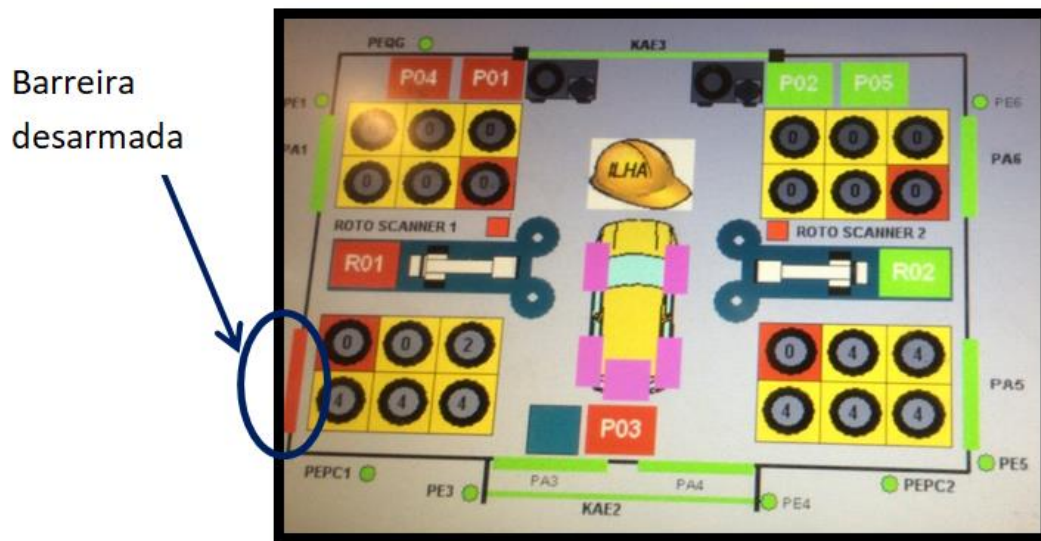 Barreira
desarmada
PEQG
KAE3
P04
P01
P02
P05
PE1
PE6
0
0
0
0
0
0
0
0
0
0
0
PA1
PA6
ILHA
ROTO SCANNER 1
ROTO SCANNER 2
R01
R02
0
0
2
0
4
4
4
4
4
4
4
4
PA5
P03
PEPC1
PE3
PA3
PA4
KAE2
PE4
PEPC2
PE5